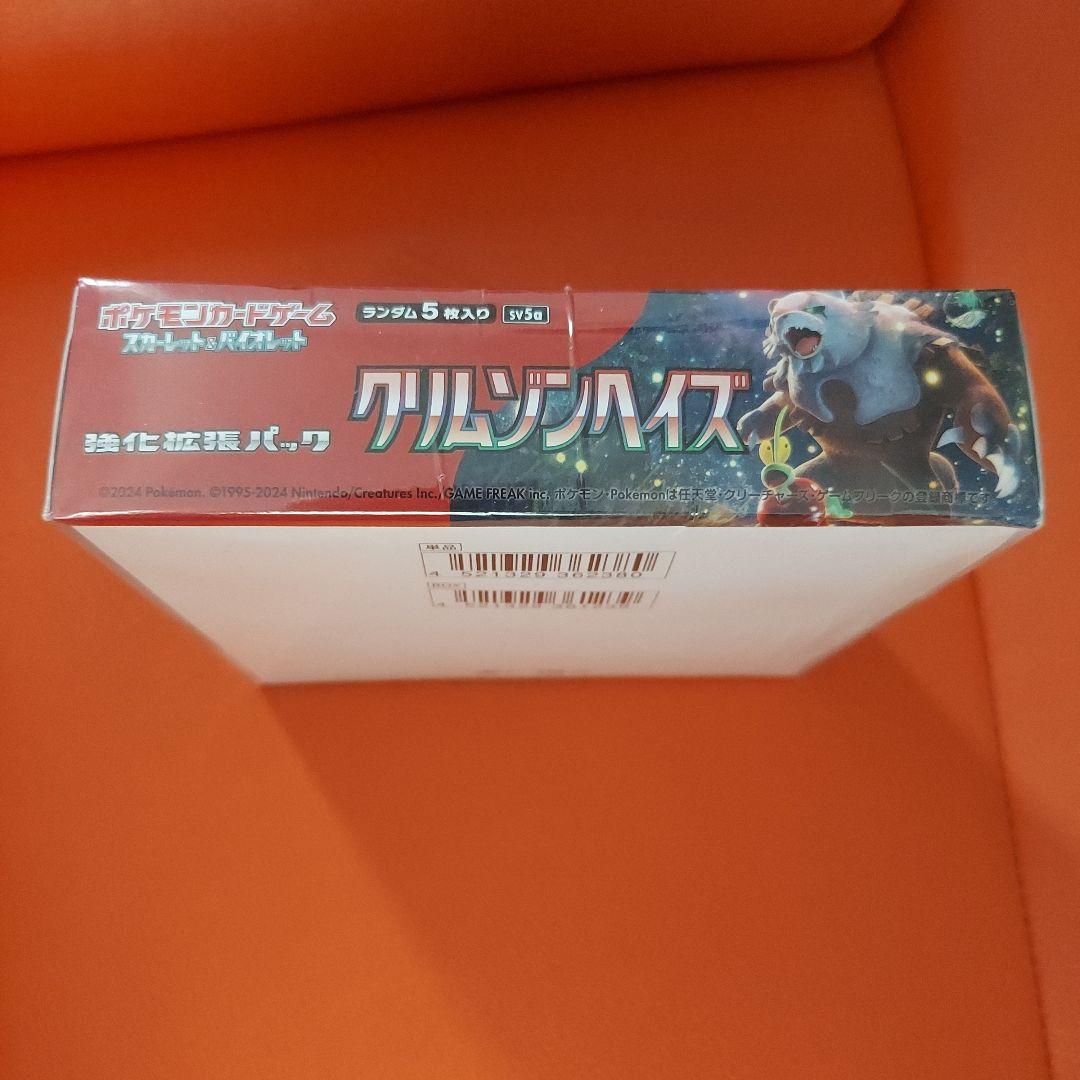 ポケモンカードゲーム
スカーレット&バイオレット
ランダム5枚入り sv5a
クリムゾンヘイズ
強化拡張パック
©2024 Pokémon. ©1995-2024 Nintendo/Creatures Inc./GAME FREAK inc. ポケモン・Pokémonは任天堂・クリーチャーズ・ゲームフリークの登録商標です
単品
4 521329 362380
BOX